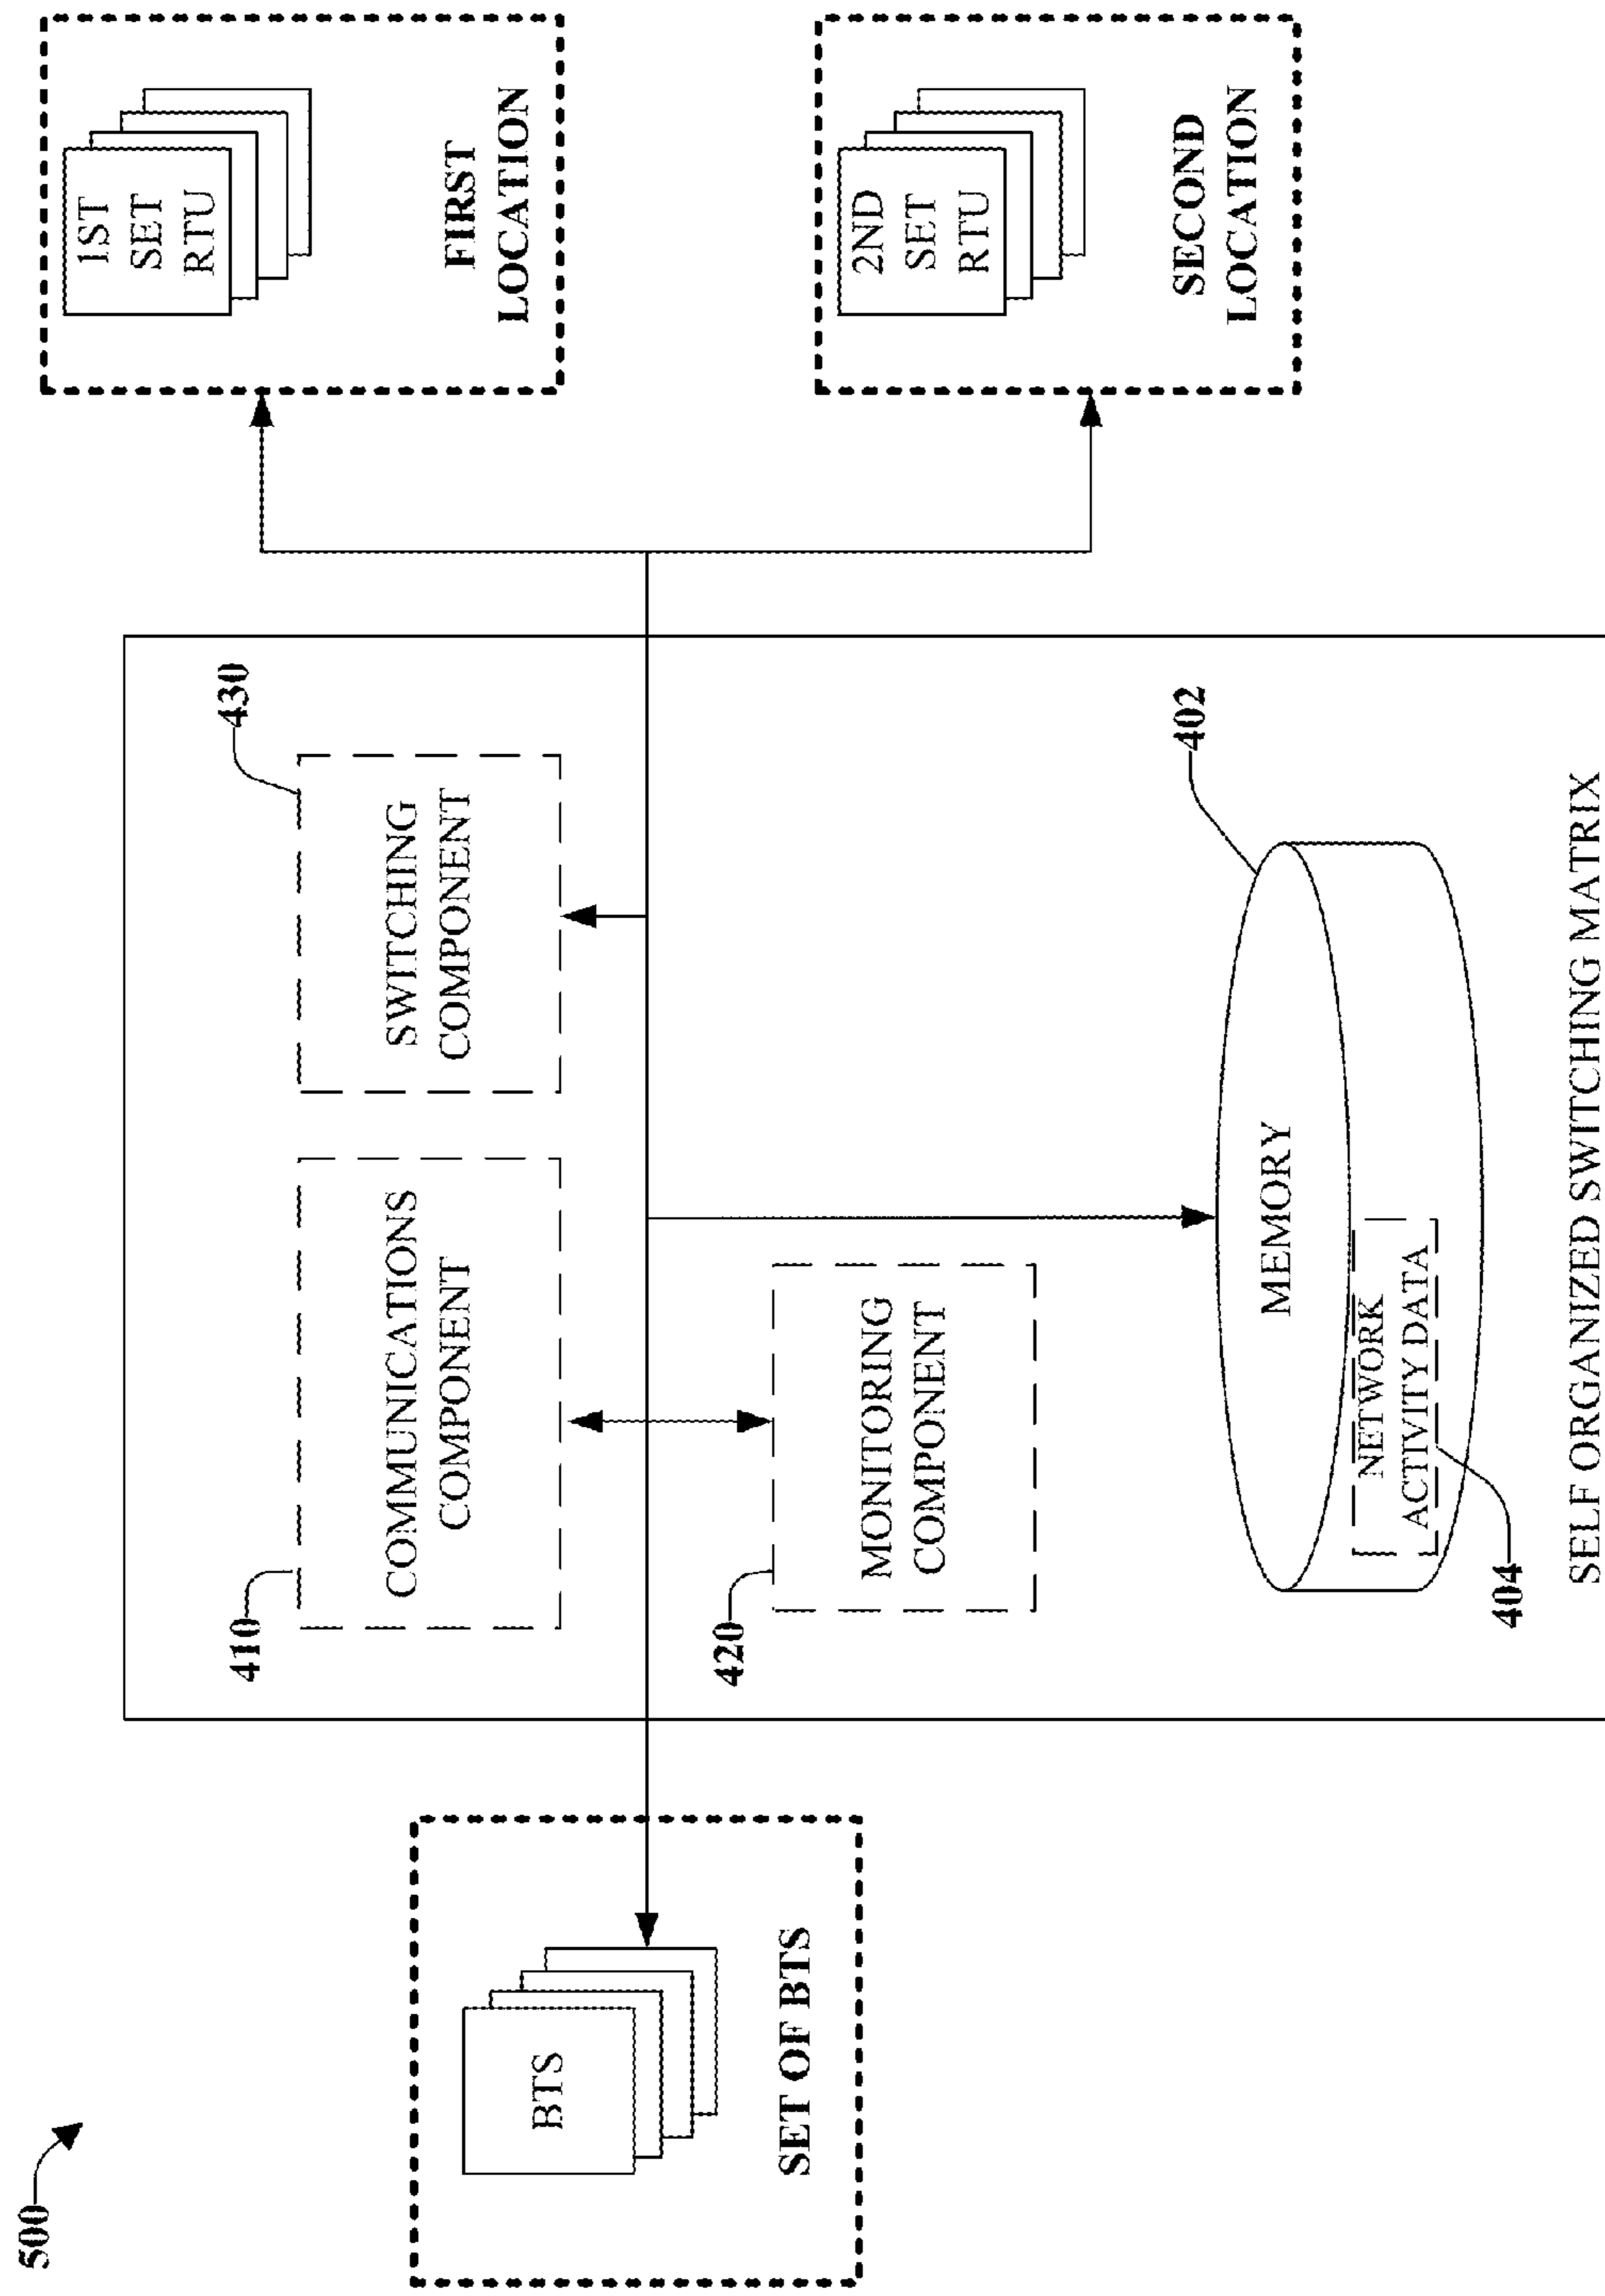 500
BTS
SET OF BTS
410
COMMUNICATIONS
COMPONENT
430
SWITCHING
COMPONENT
420
MONITORING
COMPONENT
402
MEMORY
NETWORK
ACTIVITY DATA
404
SELF ORGANIZED SWITCHING MATRIX
1ST
SET
RTU
FIRST
LOCATION
2ND
SET
RTU
SECOND
LOCATION